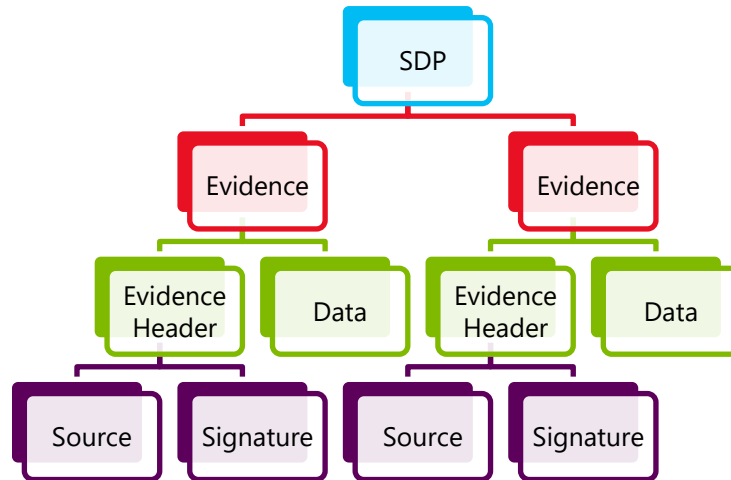 SDP
Evidence
Evidence
Evidence
Header
Data
Evidence
Header
Data
Source
Signature
Source
Signature